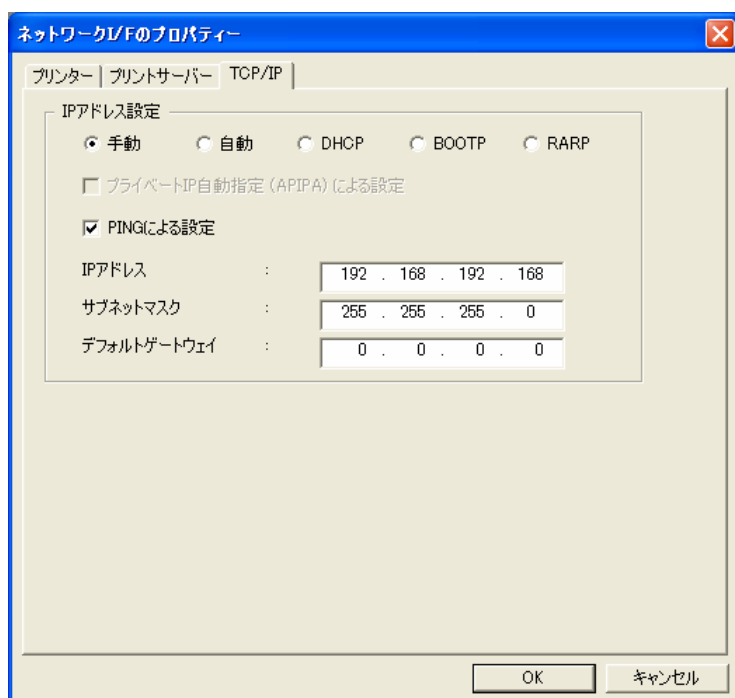 ネットワークI/Fのプロパティー
プリンター プリントサーバー TCP/IP
IPアドレス設定
手動 自動 DHCP BOOTP RARP
プライベートIP自動指定 (APIPA) による設定
PINGによる設定
IPアドレス : 192 . 168 . 192 . 168
サブネットマスク : 255 . 255 . 255 . 0
デフォルトゲートウェイ : 0 . 0 . 0 . 0
OK キャンセル